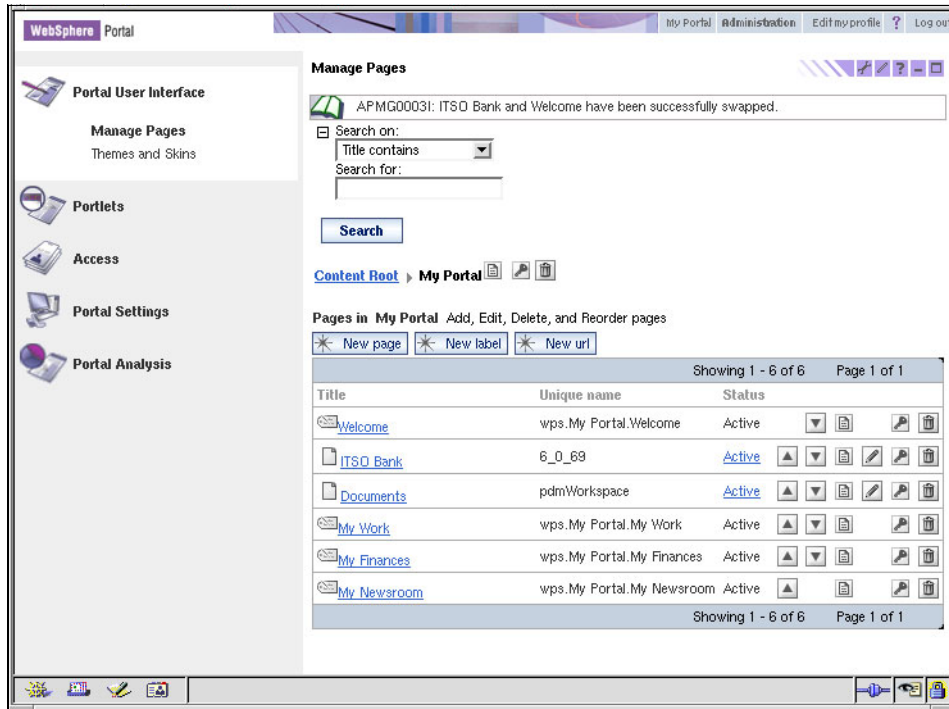 WebSphere Portal
My Portal Administration Edit my profile ? Log out
Portal User Interface
Manage Pages
Themes and Skins
Portlets
Access
Portal Settings
Portal Analysis
Manage Pages
APMG0003I: ITSO Bank and Welcome have been successfully swapped.
Search on:
Title contains
Search for:
Search
Content Root My Portal
Pages in My Portal Add, Edit, Delete, and Reorder pages
New page New label New url
Showing 1 - 6 of 6 Page 1 of 1
Title Unique name Status
Welcome wps.My Portal.Welcome Active
ITSO Bank 6_0_69 Active
Documents pdmWorkspace Active
My Work wps.My Portal.My Work Active
My Finances wps.My Portal.My Finances Active
My Newsroom wps.My Portal.My Newsroom Active
Showing 1 - 6 of 6 Page 1 of 1